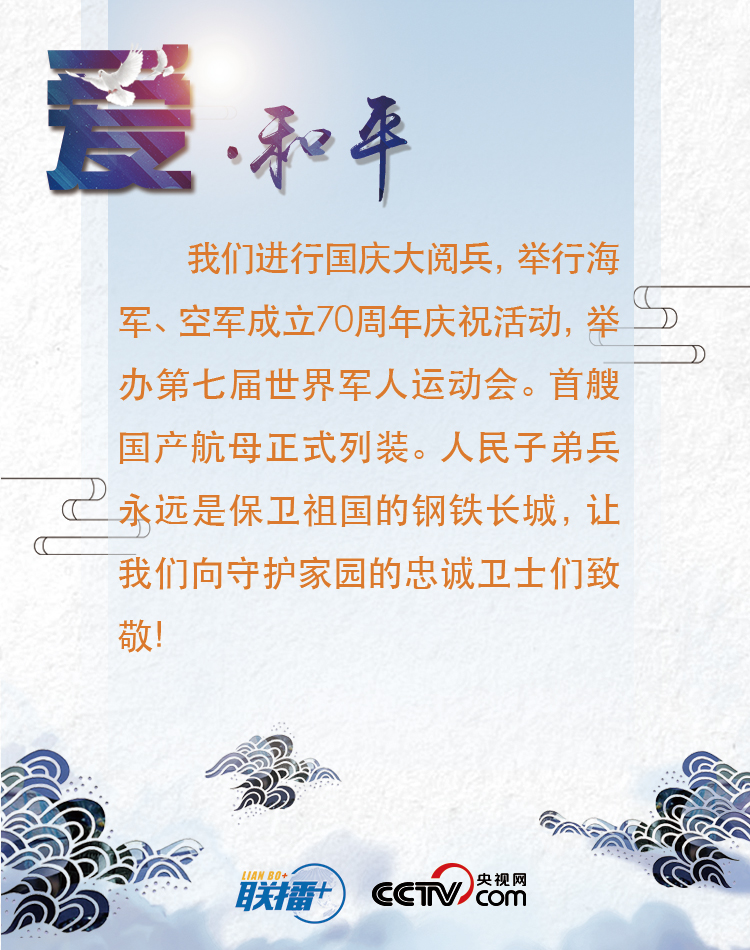 爱·和平
我们进行国庆大阅兵,举行海
军、空军成立70周年庆祝活动,举
办第七届世界军人运动会。首艘
国产航母正式列装。人民子弟兵
永远是保卫祖国的钢铁长城,让
我们向守护家园的忠诚卫士们致
敬!
LIAN BO+
联播+
CCTV.com
央视网